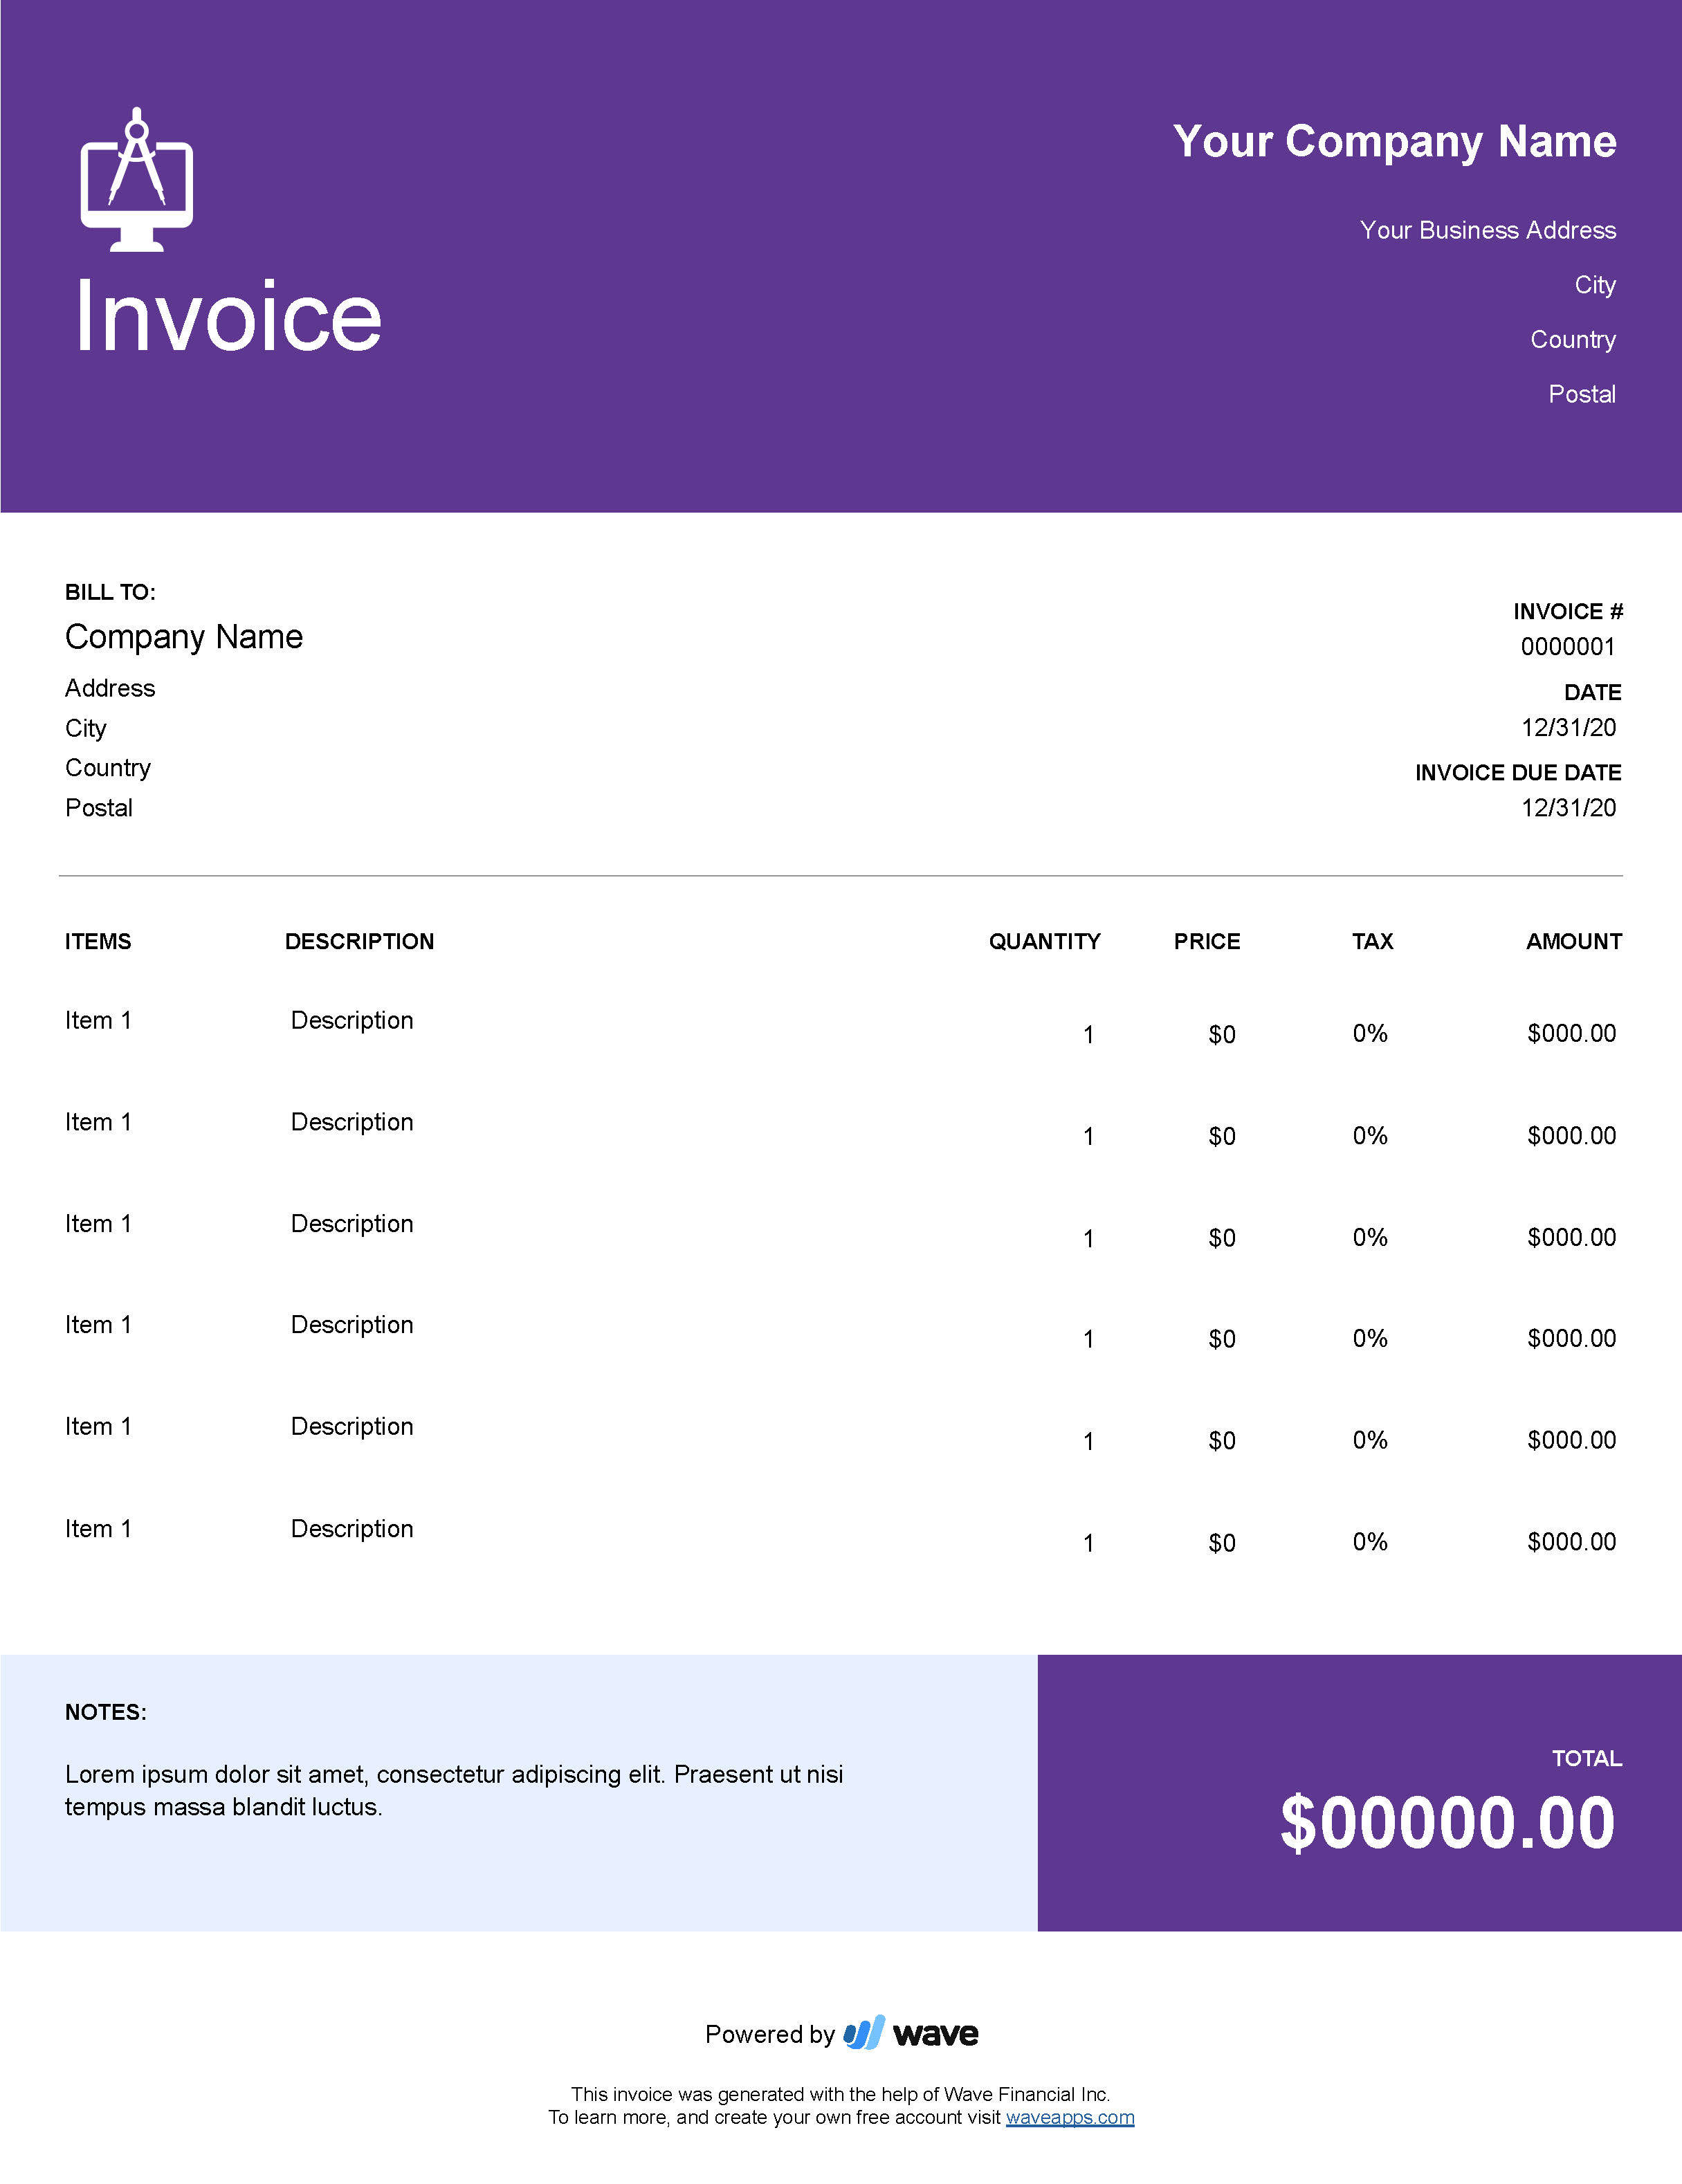 Invoice
Your Company Name
Your Business Address
City
Country
Postal
BILL TO:
Company Name
Address
City
Country
Postal
INVOICE #
0000001
DATE
12/31/20
INVOICE DUE DATE
12/31/20
ITEMS DESCRIPTION QUANTITY PRICE TAX AMOUNT
Item 1 Description 1 $0 0% $000.00
Item 1 Description 1 $0 0% $000.00
Item 1 Description 1 $0 0% $000.00
Item 1 Description 1 $0 0% $000.00
Item 1 Description 1 $0 0% $000.00
Item 1 Description 1 $0 0% $000.00
NOTES:
Lorem ipsum dolor sit amet, consectetur adipiscing elit. Praesent ut nisi
tempus massa blandit luctus.
TOTAL
$00000.00
Powered by wave
This invoice was generated with the help of Wave Financial Inc.
To learn more, and create your own free account visit waveapps.com